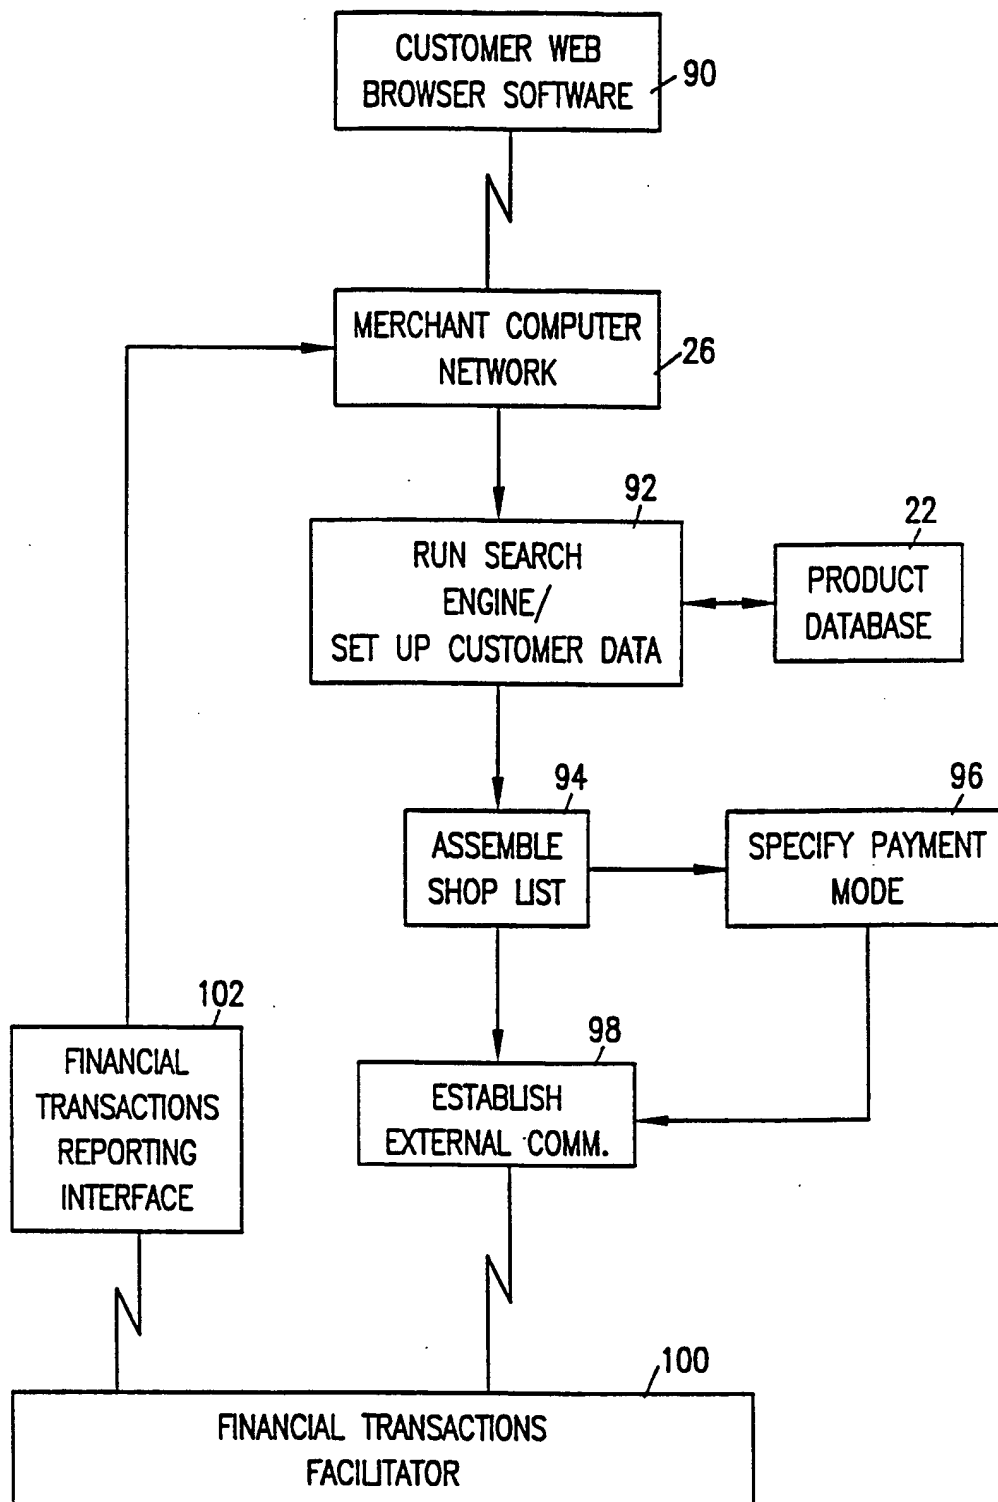 CUSTOMER WEB
BROWSER SOFTWARE
90
MERCHANT COMPUTER
NETWORK
26
92
RUN SEARCH
ENGINE/
SET UP CUSTOMER DATA
22
PRODUCT
DATABASE
94
ASSEMBLE
SHOP LIST
96
SPECIFY PAYMENT
MODE
102
FINANCIAL
TRANSACTIONS
REPORTING
INTERFACE
98
ESTABLISH
EXTERNAL COMM.
100
FINANCIAL TRANSACTIONS
FACILITATOR